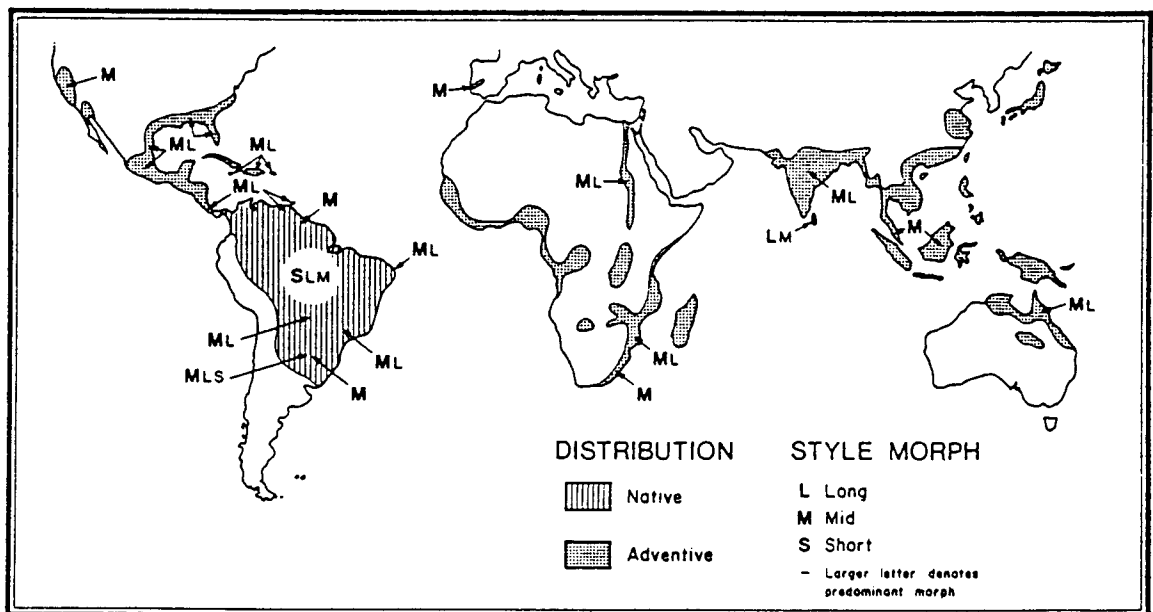 M
M
ML
ML
ML
M
SLM
ML
ML
ML
MLS
M
ML
ML
M
ML
LM
M
ML
DISTRIBUTION
Native
Adventive
STYLE MORPH
L Long
M Mid
S Short
- Larger letter denotes
predominant morph